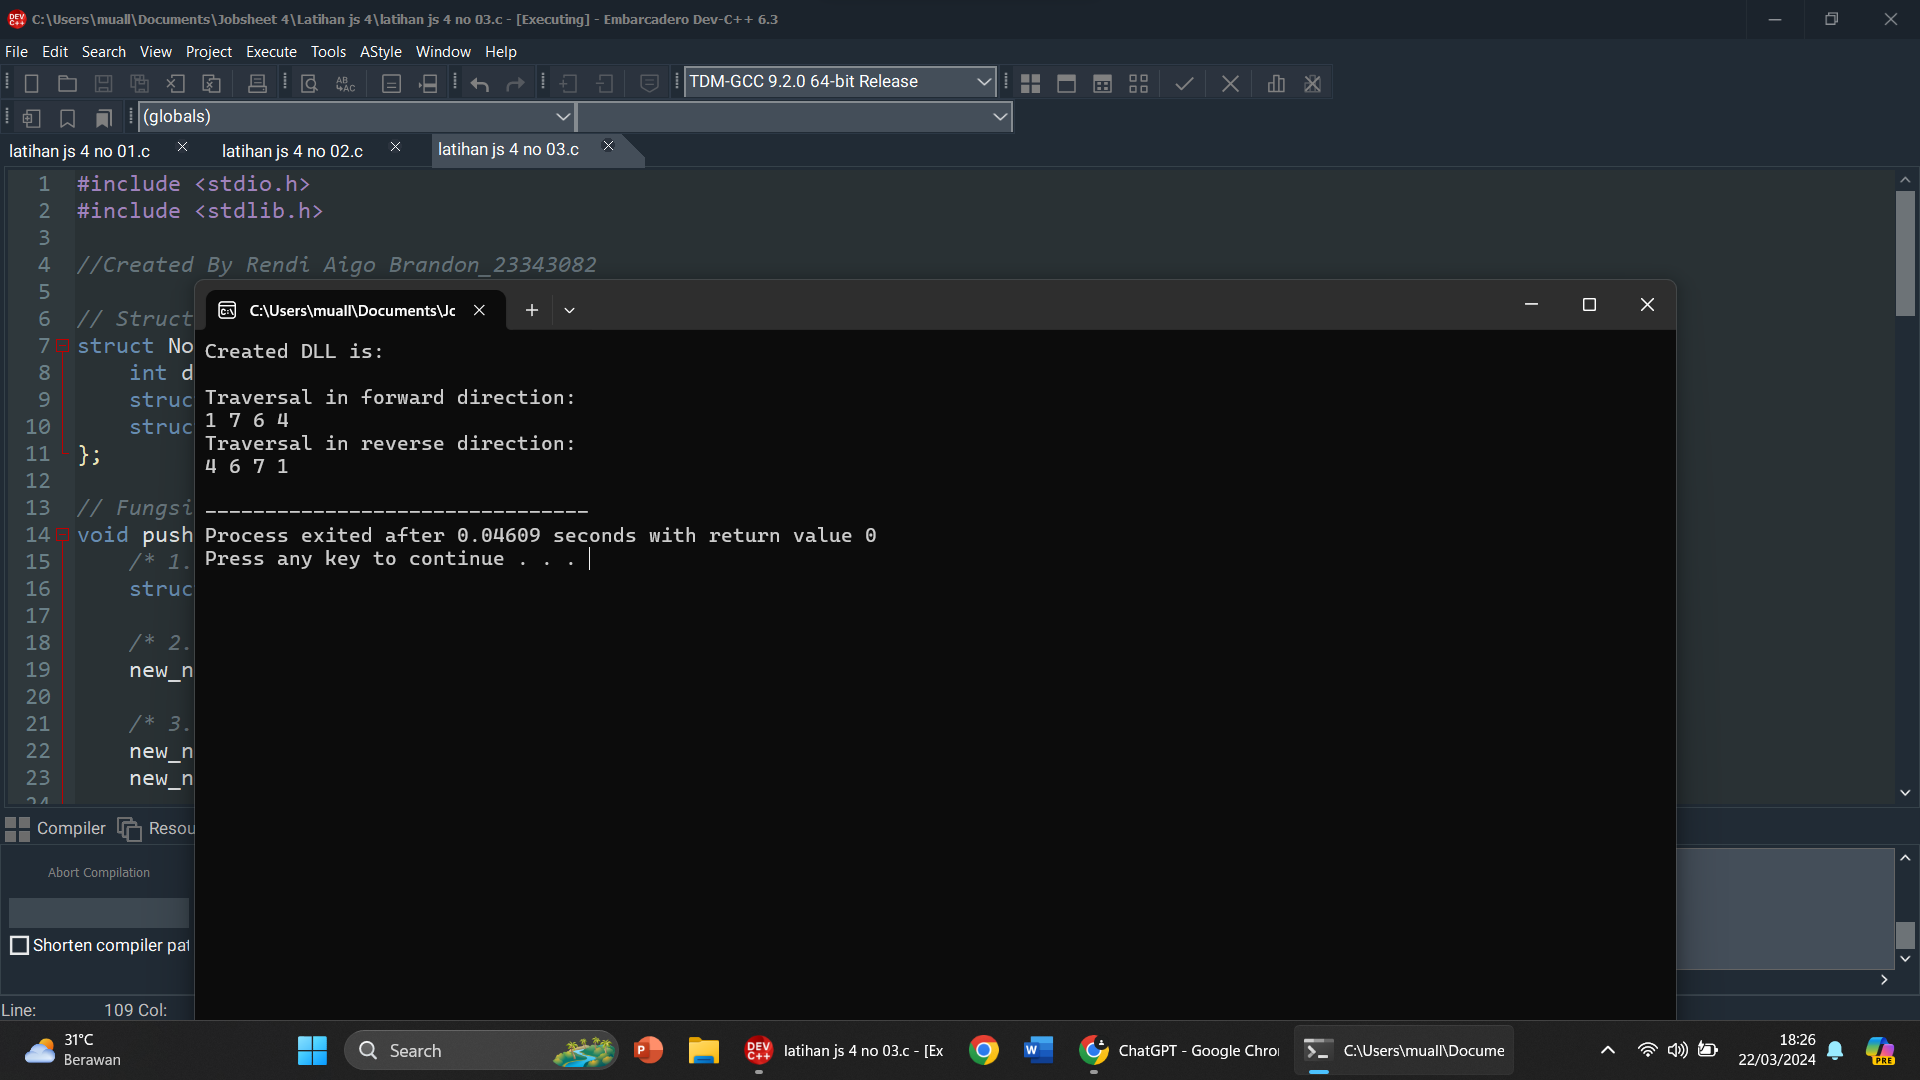 C:\Users\muall\Documents\Jobsheet 4\Latihan js 4\latihan js 4 no 03.c - [Executing] - Embarcadero Dev-C++ 6.3
File Edit Search View Project Execute Tools AStyle Window Help
TDM-GCC 9.2.0 64-bit Release
(globals)
latihan js 4 no 01.c latihan js 4 no 02.c latihan js 4 no 03.c
1 #include <stdio.h>
2 #include <stdlib.h>
3
4 //Created By Rendi Aigo Brandon_23343082
5
6 // Struct
7 struct No
8 int d
9 struc
10 struc
11 };
12
13 // Fungsi
14 void push
15 /* 1.
16 struc
17
18 /* 2.
19 new_n
20
21 /* 3.
22 new_n
23 new_n
24
C:\Users\muall\Documents\Jc
Created DLL is:
Traversal in forward direction:
1 7 6 4
Traversal in reverse direction:
4 6 7 1
--------------------------------
Process exited after 0.04609 seconds with return value 0
Press any key to continue . . .
Compiler Resou
Abort Compilation
Shorten compiler pat
Line: 109 Col:
31°C
Berawan
Search
latihan js 4 no 03.c - [Ex
ChatGPT - Google Chro
C:\Users\muall\Docume
18:26
22/03/2024
PRE